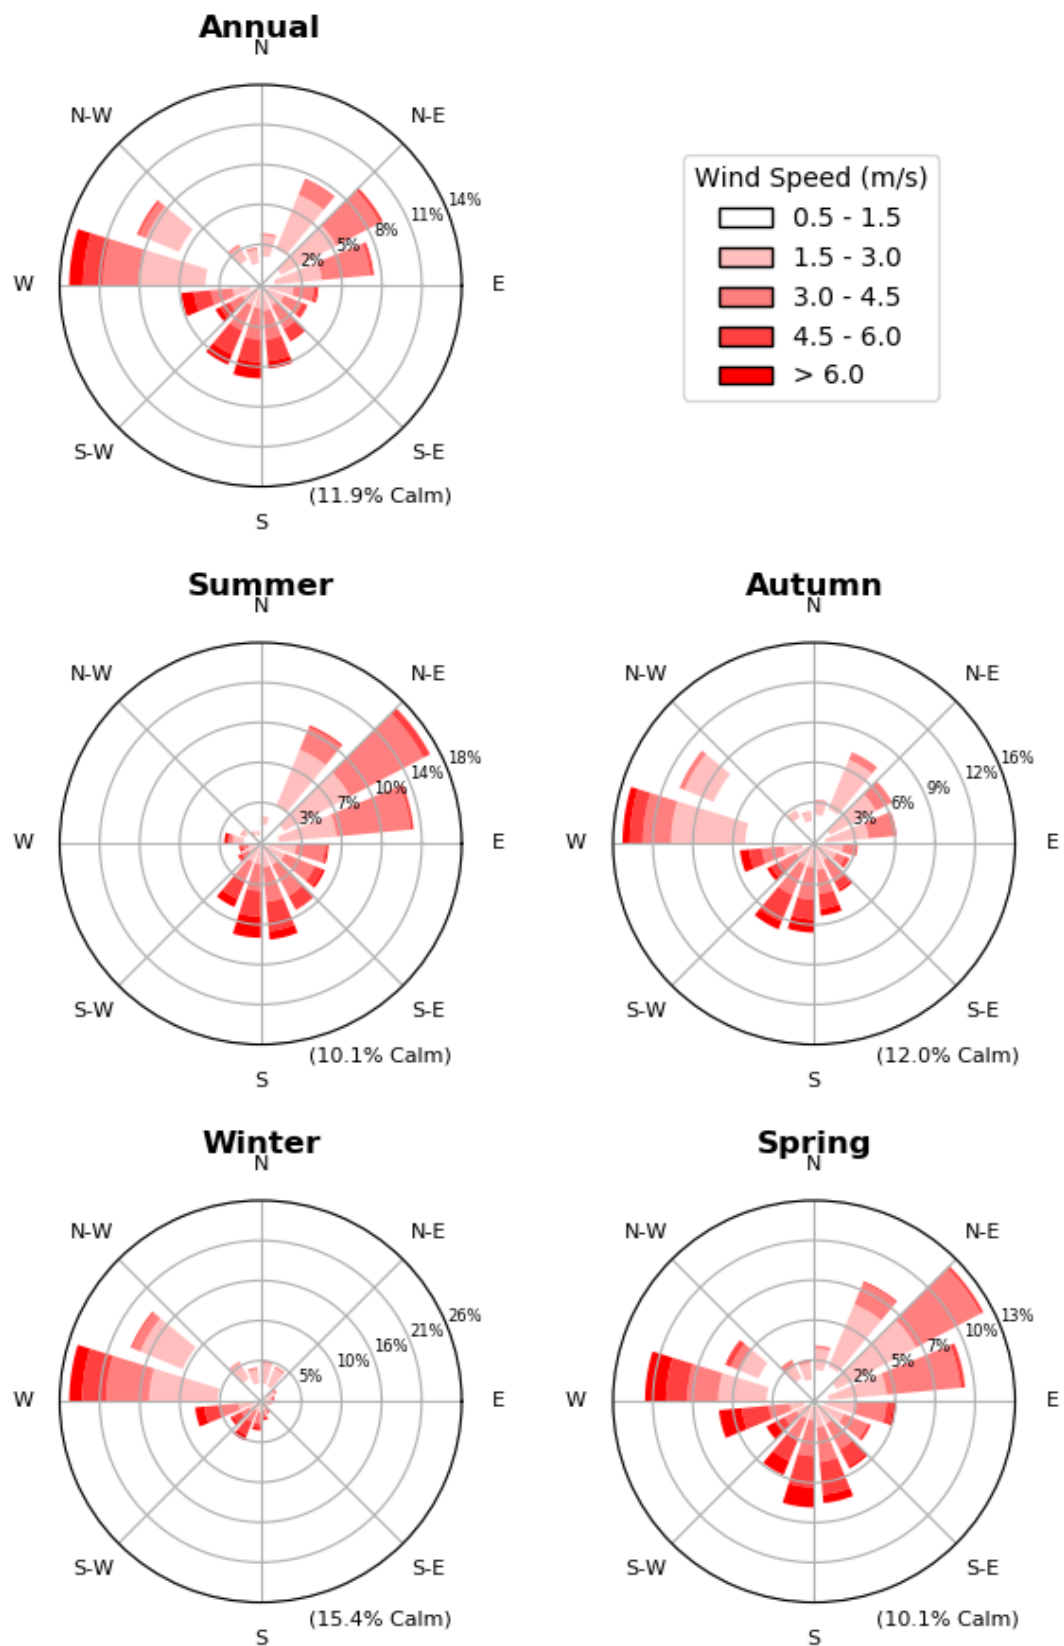 Annual
N
N-W
N-E
14%
11%
8%
5%
2%
W
E
S-W
S-E
(11.9% Calm)
S
Wind Speed (m/s)
0.5 - 1.5
1.5 - 3.0
3.0 - 4.5
4.5 - 6.0
> 6.0
Summer
N
N-W
N-E
18%
14%
10%
7%
3%
W
E
S-W
S-E
(10.1% Calm)
S
Autumn
N
N-W
N-E
16%
12%
9%
6%
3%
W
E
S-W
S-E
(12.0% Calm)
S
Winter
N
N-W
N-E
26%
21%
16%
10%
5%
W
E
S-W
S-E
(15.4% Calm)
S
Spring
N
N-W
N-E
13%
10%
7%
5%
2%
W
E
S-W
S-E
(10.1% Calm)
S